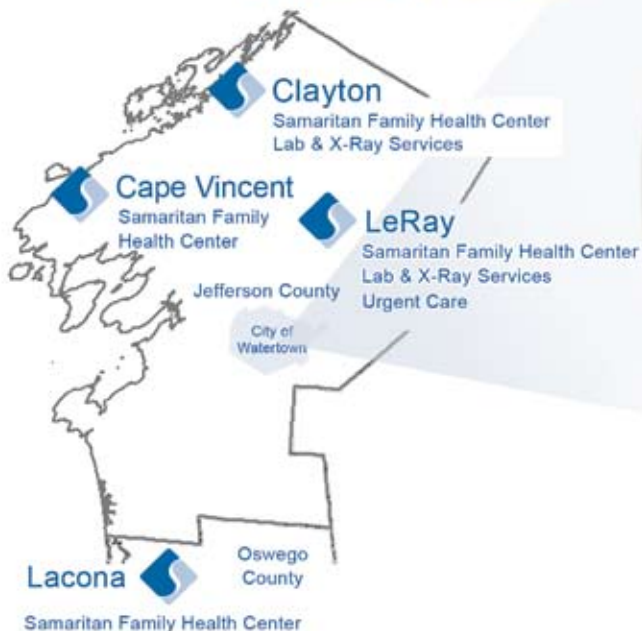 Clayton
Samaritan Family Health Center
Lab & X-Ray Services
Cape Vincent
Samaritan Family
Health Center
LeRay
Samaritan Family Health Center
Lab & X-Ray Services
Urgent Care
Jefferson County
City of
Watertown
Oswego
County
Lacona
Samaritan Family Health Center